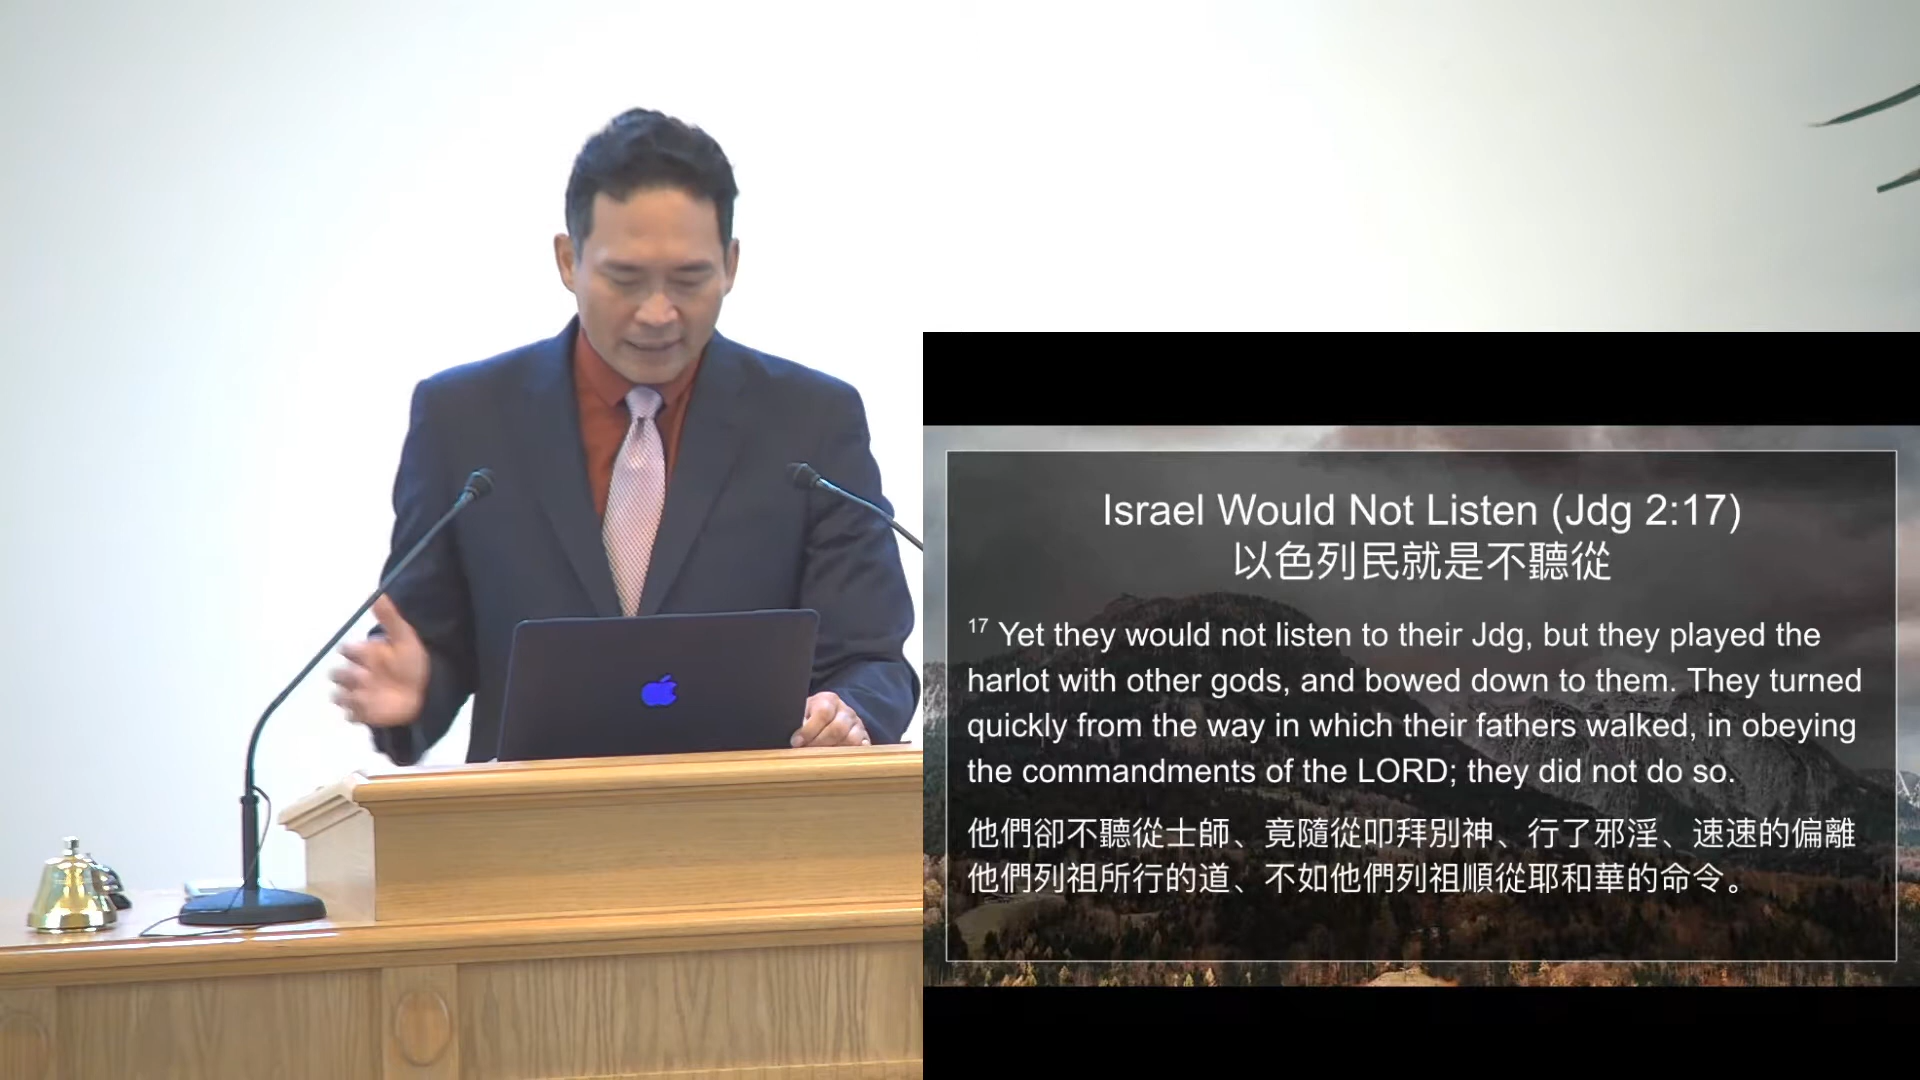 Israel Would Not Listen (Jdg 2:17)
以色列民就是不聽從
17 Yet they would not listen to their Jdg, but they played the
harlot with other gods, and bowed down to them. They turned
quickly from the way in which their fathers walked, in obeying
the commandments of the LORD; they did not do so.
他們卻不聽從士師、竟隨從叩拜別神、行了邪淫、速速的偏離
他們列祖所行的道、不如他們列祖順從耶和華的命令。